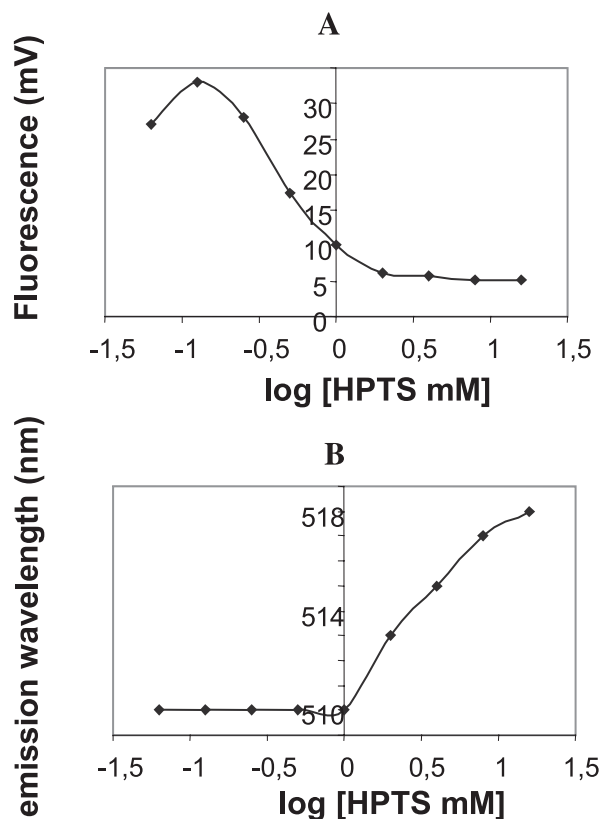 A
Fluorescence (mV)
30
25
20
15
10
5
0
-1,5 -1 -0,5 0 0,5 1 1,5
log [HPTS mM]
B
emission wavelength (nm)
518
514
510
-1,5 -1 -0,5 0 0,5 1 1,5
log [HPTS mM]